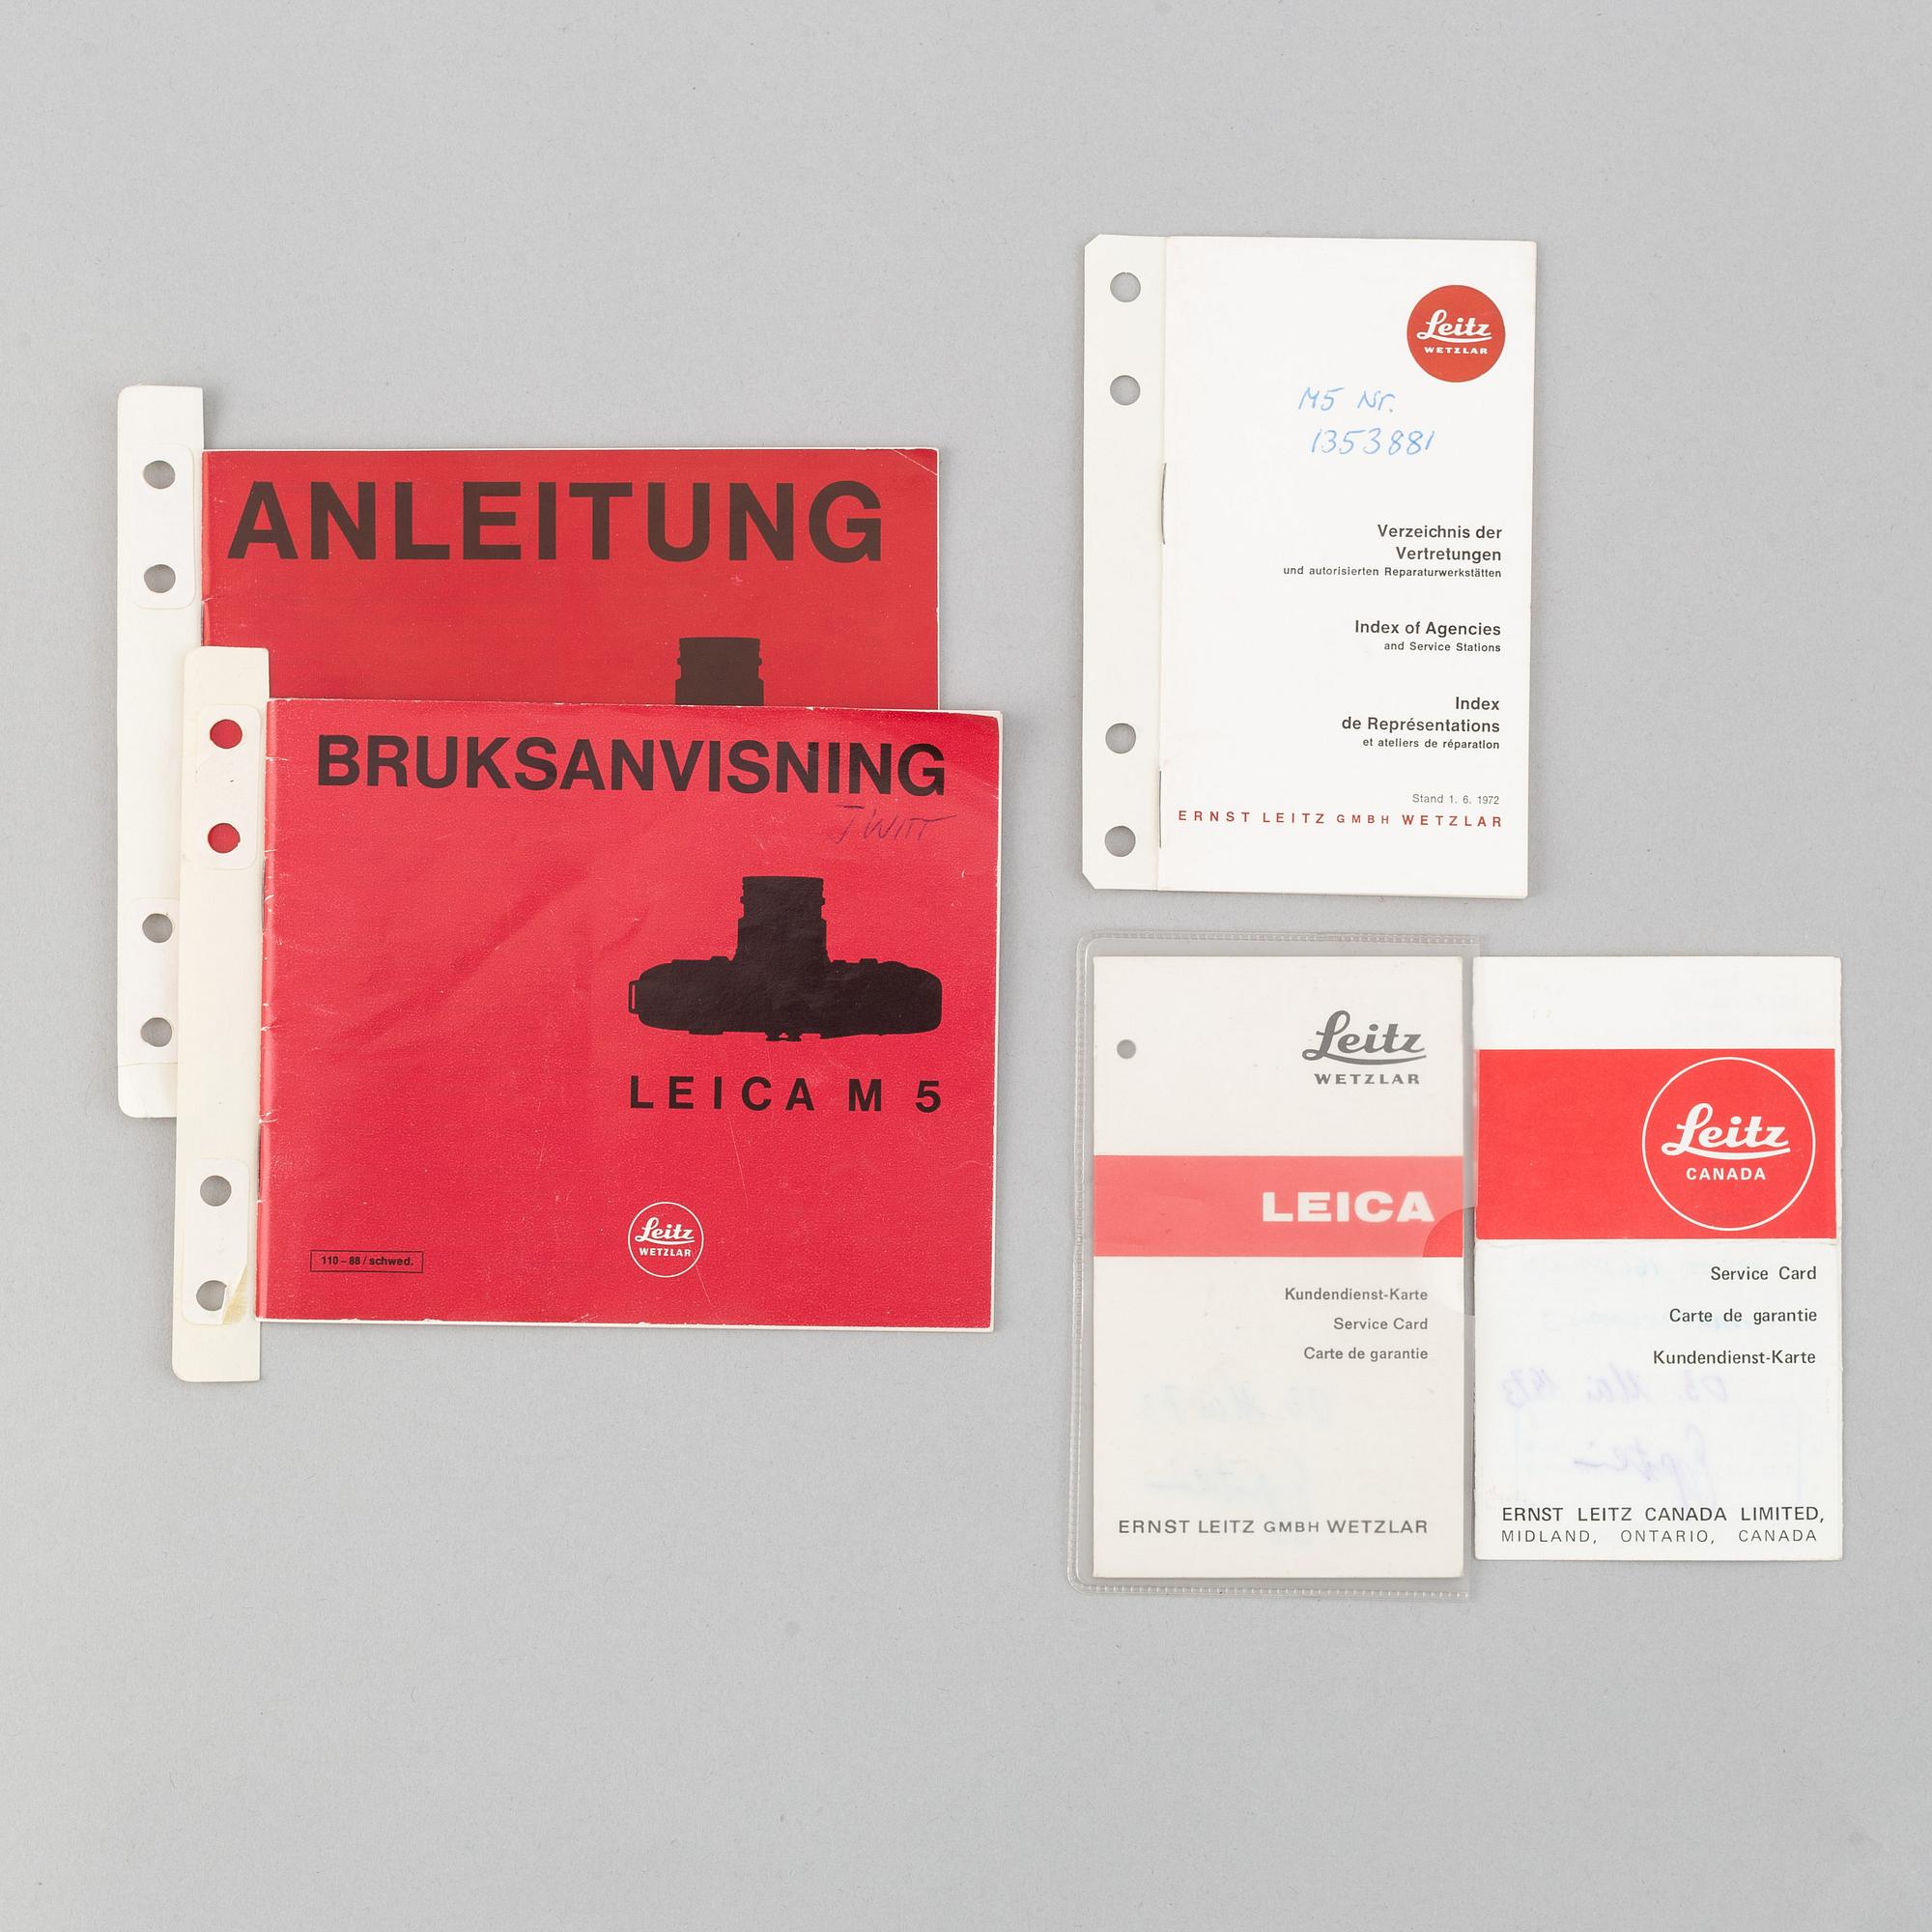 ANLEITUNG
BRUKSANVISNING
J WITT
LEICA M 5
Leitz
WETZLAR
110 – 88 / schwed.
Leitz
WETZLAR
M5 Nr.
1353881
Verzeichnis der
Vertretungen
und autorisierten Reparaturwerkstätten
Index of Agencies
and Service Stations
Index
de Représentations
et ateliers de réparation
Stand 1. 6. 1972
ERNST LEITZ GMBH WETZLAR
Leitz
WETZLAR
LEICA
Kundendienst-Karte
Service Card
Carte de garantie
ERNST LEITZ GMBH WETZLAR
Leitz
CANADA
Service Card
Carte de garantie
Kundendienst-Karte
ERNST LEITZ CANADA LIMITED,
MIDLAND, ONTARIO, CANADA